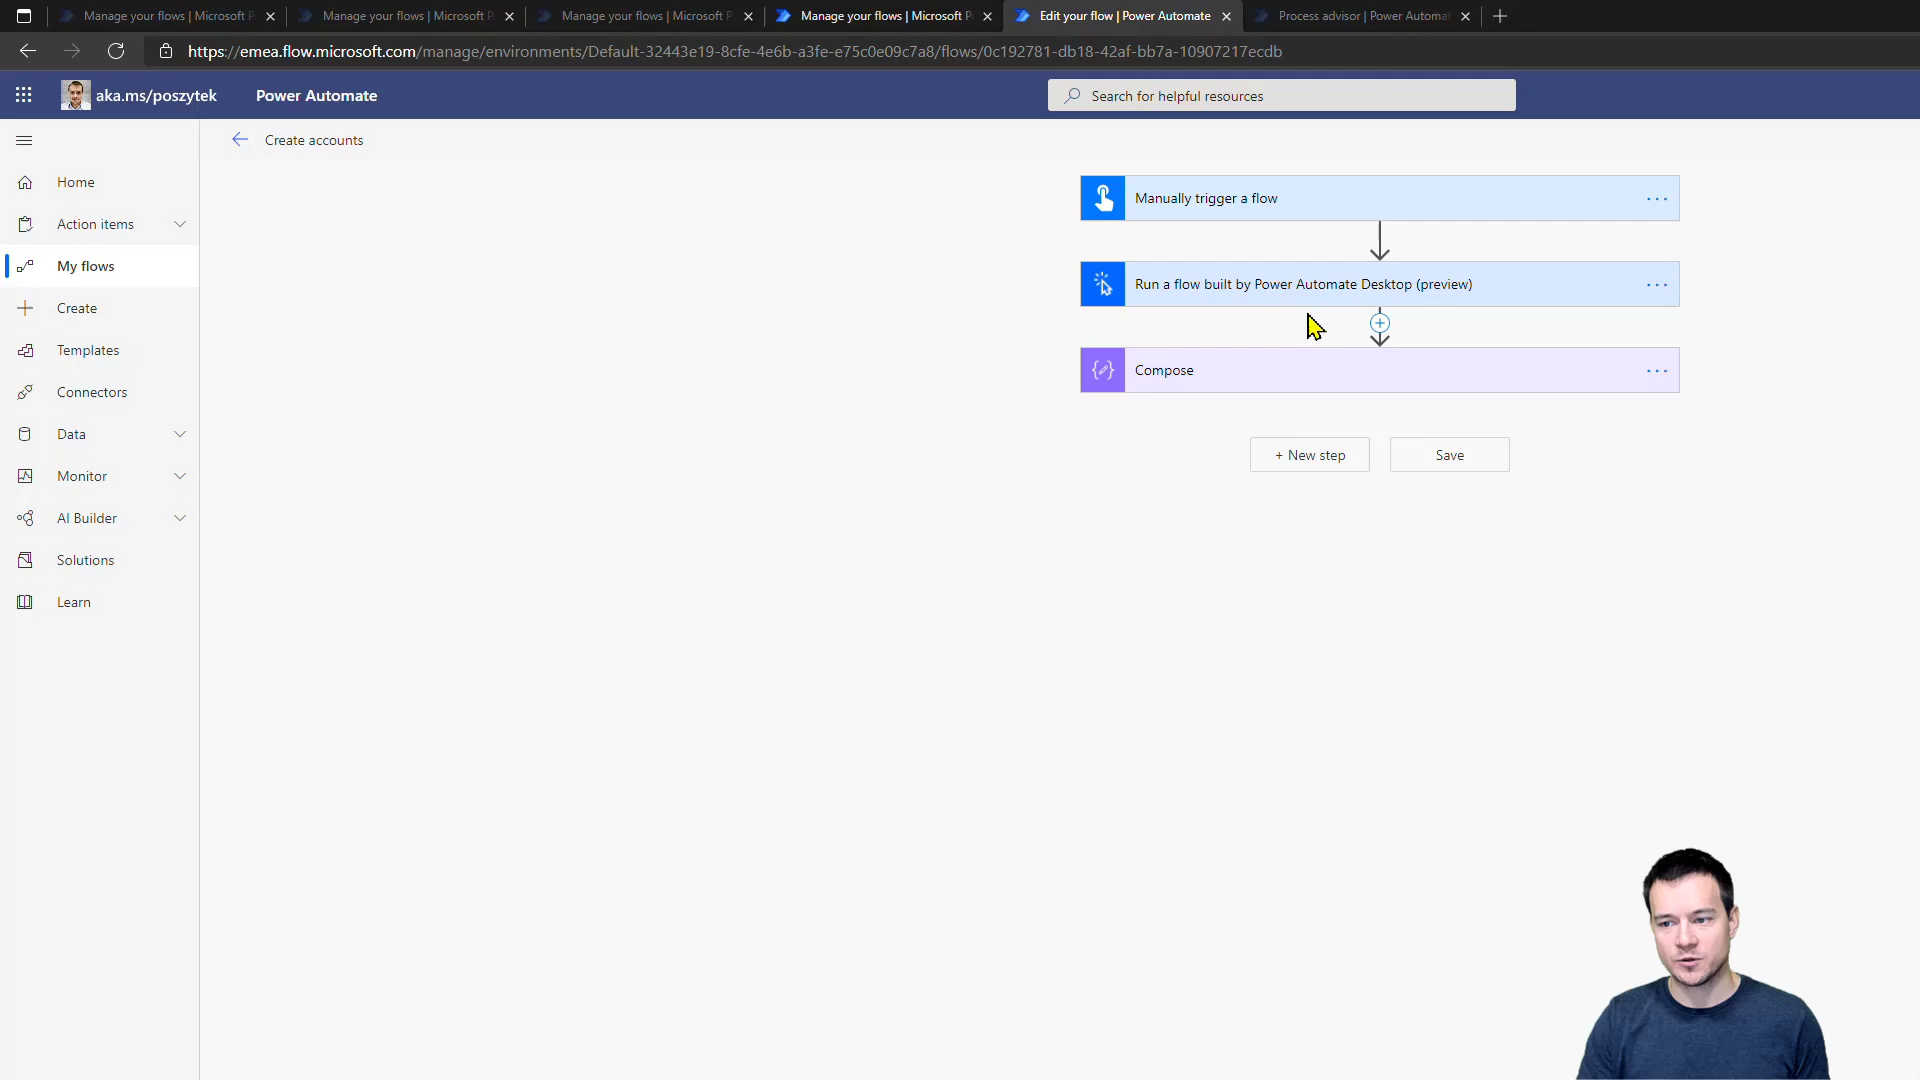 Manage your flows | Microsoft P
Manage your flows | Microsoft P
Manage your flows | Microsoft P
Manage your flows | Microsoft P
Edit your flow | Power Automate
Process advisor | Power Automa
https://emea.flow.microsoft.com/manage/environments/Default-32443e19-8cfe-4e6b-a3fe-e75c0e09c7a8/flows/0c192781-db18-42af-bb7a-10907217ecdb
aka.ms/poszytek
Power Automate
Search for helpful resources
Create accounts
Home
Action items
My flows
Create
Templates
Connectors
Data
Monitor
AI Builder
Solutions
Learn
Manually trigger a flow
Run a flow built by Power Automate Desktop (preview)
Compose
+ New step
Save